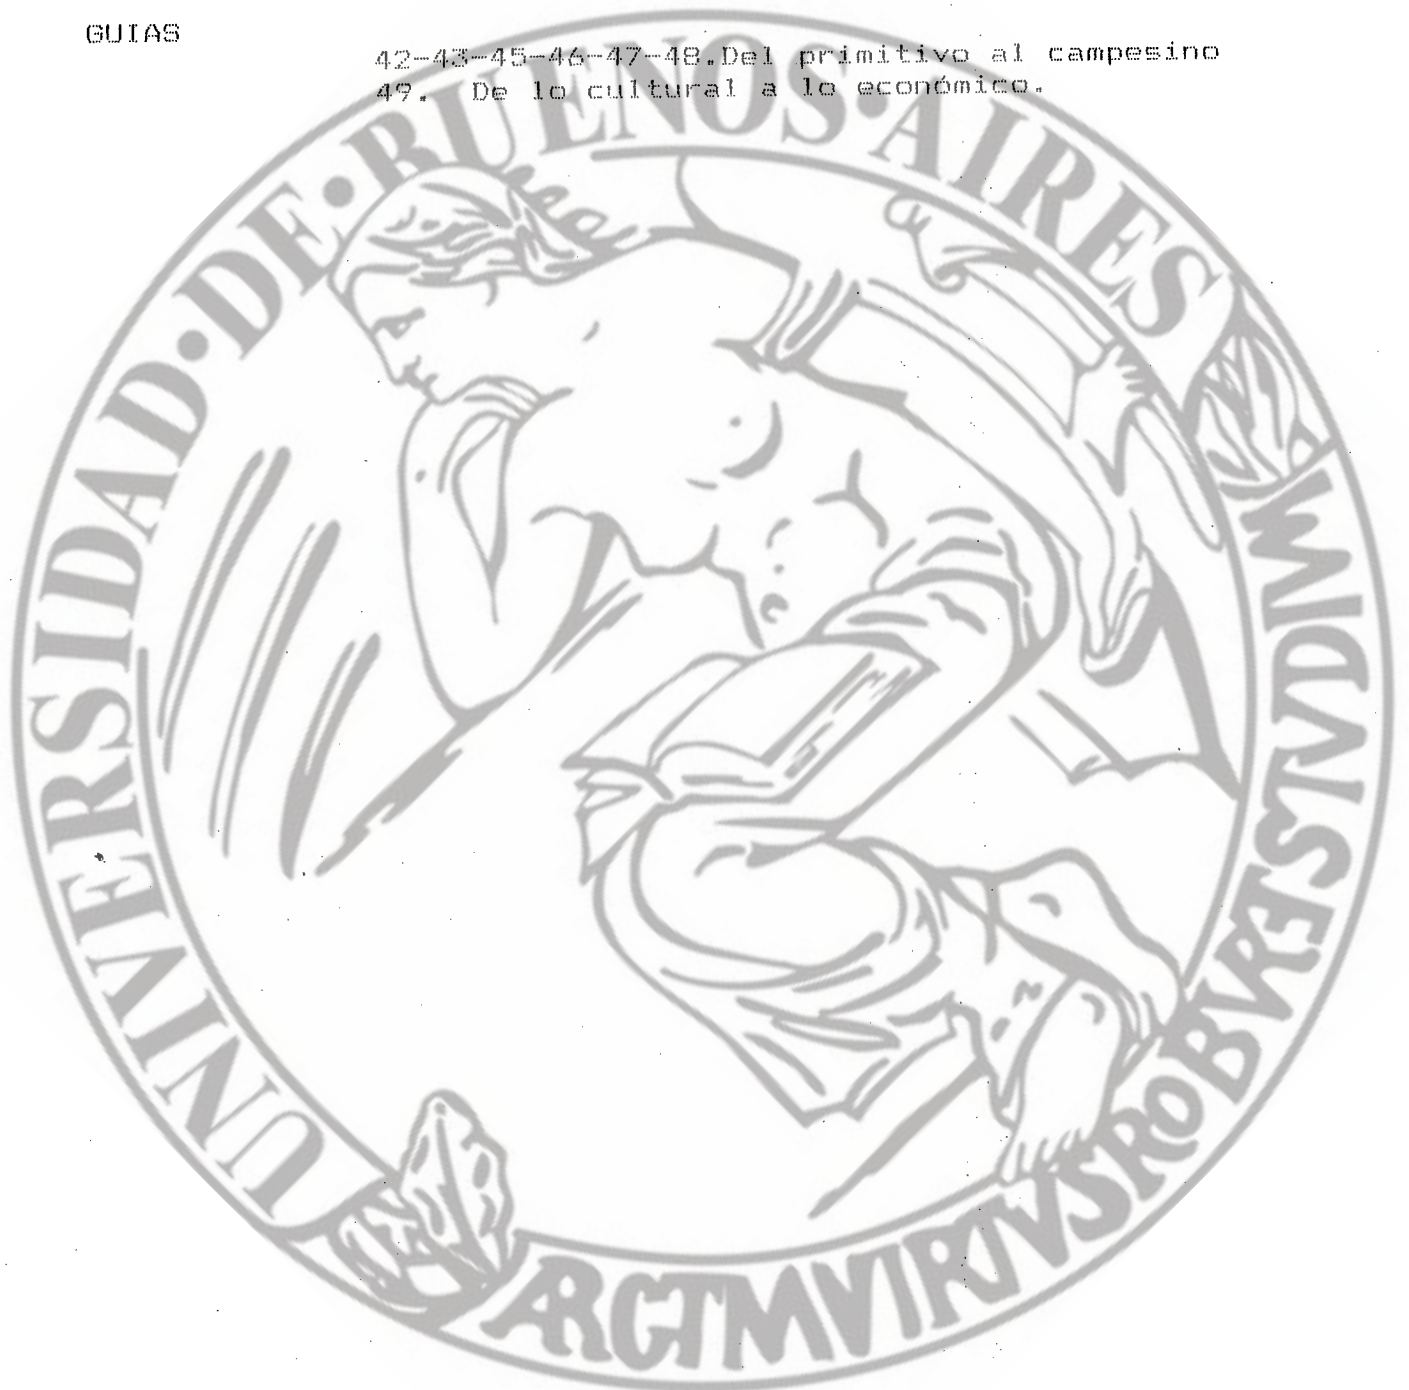 GUIAS
42-43-45-46-47-48.Del primitivo al campesino
49. De lo cultural a lo económico.
UNIVERSIDAD·DE·BUENOS·AIRES
ARGTMVIRTVSROBVRETSTVDIVM